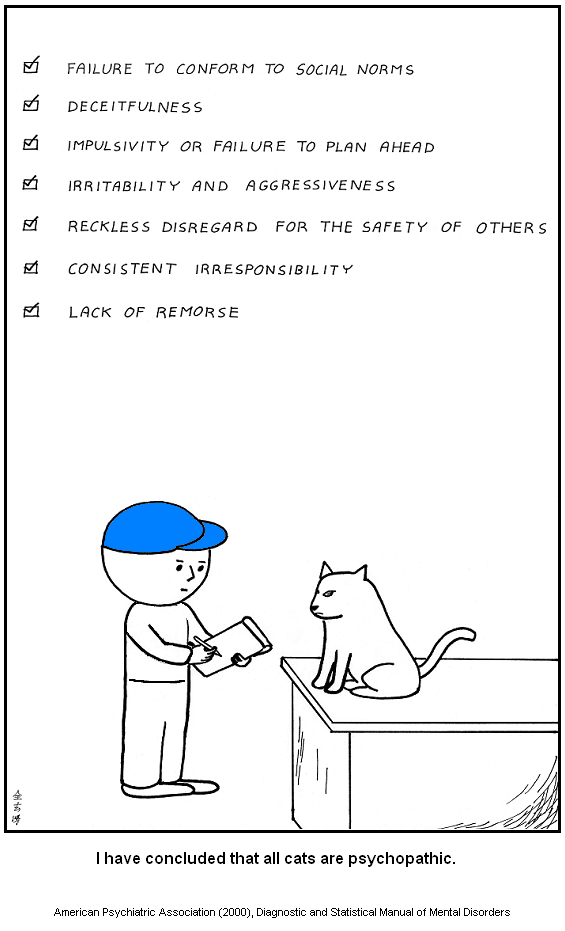 FAILURE TO CONFORM TO SOCIAL NORMS
DECEITFULNESS
IMPULSIVITY OR FAILURE TO PLAN AHEAD
IRRITABILITY AND AGGRESSIVENESS
RECKLESS DISREGARD FOR THE SAFETY OF OTHERS
CONSISTENT IRRESPONSIBILITY
LACK OF REMORSE
I have concluded that all cats are psychopathic.
American Psychiatric Association (2000), Diagnostic and Statistical Manual of Mental Disorders